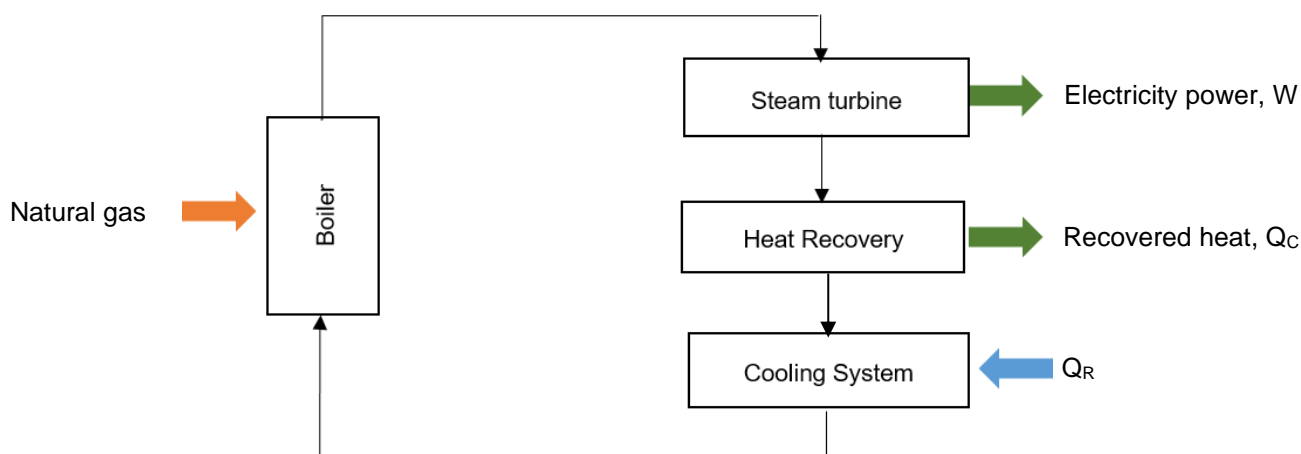 Steam turbine
Electricity power, W
Natural gas
Boiler
Heat Recovery
Recovered heat, QC
Cooling System
QR